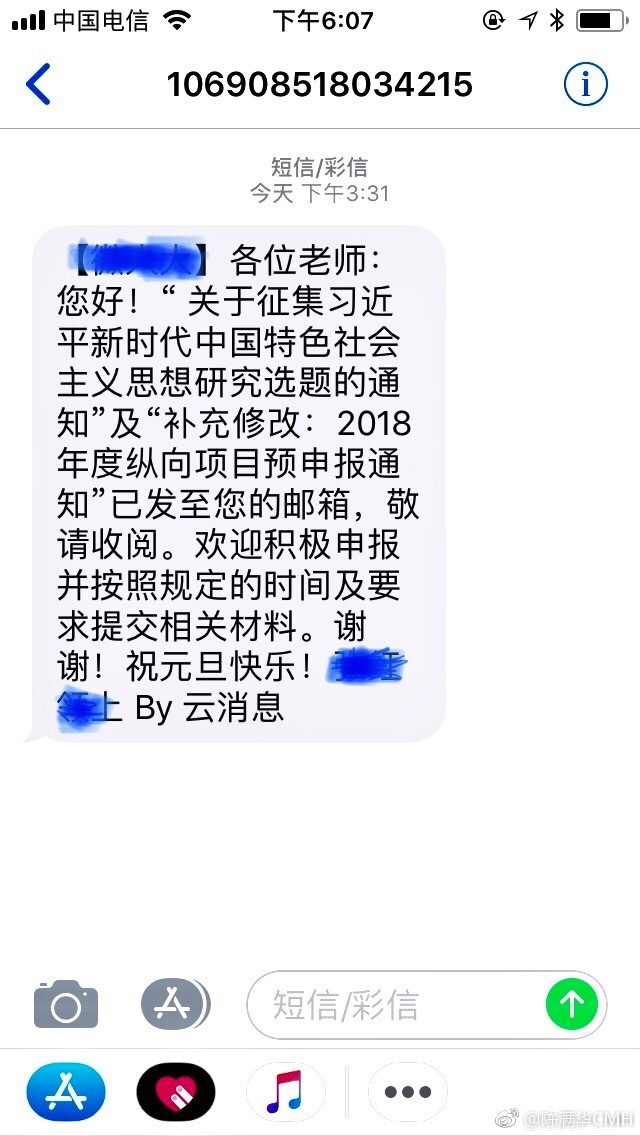 中国电信
下午6:07
106908518034215
短信/彩信
今天 下午3:31
【】各位老师：
您好！“ 关于征集习近
平新时代中国特色社会
主义思想研究选题的通
知”及“补充修改：2018
年度纵向项目预申报通
知”已发至您的邮箱，敬
请收阅。欢迎积极申报
并按照规定的时间及要
求提交相关材料。谢
谢！祝元旦快乐！
上 By 云消息
短信/彩信
@陈满华CMH